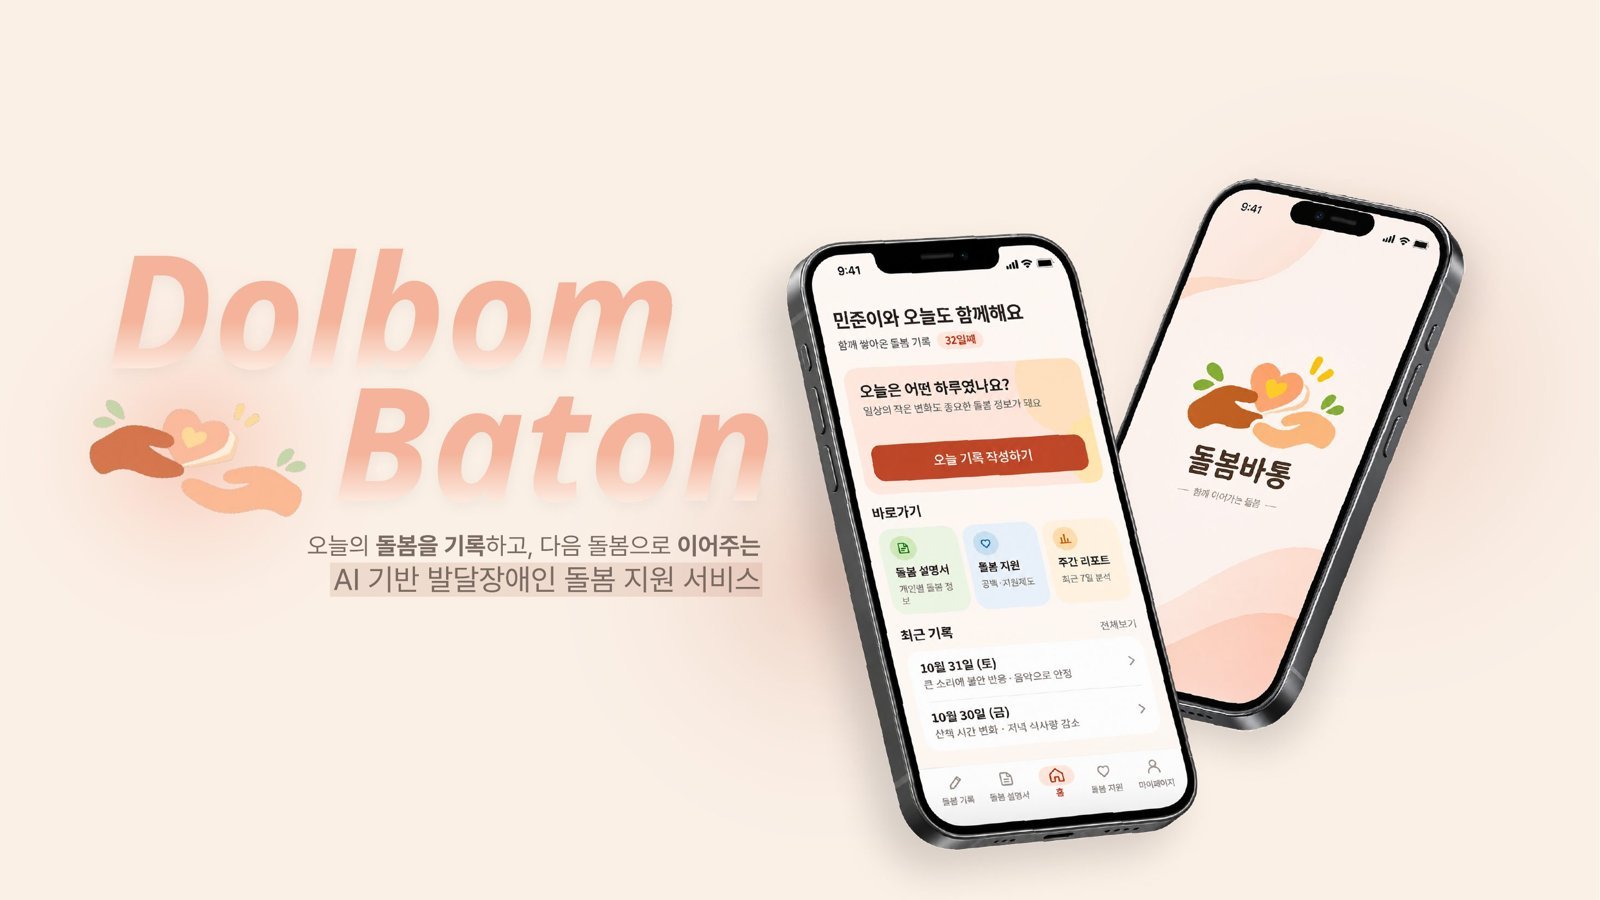 Dolbom
Baton
오늘의 돌봄을 기록하고, 다음 돌봄으로 이어주는
AI 기반 발달장애인 돌봄 지원 서비스
9:41
민준이와 오늘도 함께해요
함께 쌓아온 돌봄 기록 32일째
오늘은 어떤 하루였나요?
일상의 작은 변화도 중요한 돌봄 정보가 돼요
오늘 기록 작성하기
바로가기
돌봄 설명서
개인별 돌봄 정
보
돌봄 지원
공백·지원제도
주간 리포트
최근 7일 분석
최근 기록
전체보기
10월 31일 (토)
큰 소리에 불안 반응 · 음악으로 안정
10월 30일 (금)
산책 시간 변화 · 저녁 식사량 감소
돌봄 기록
돌봄 설명서
홈
돌봄 지원
마이페이지
9:41
돌봄바통
— 함께 이어가는 돌봄 —